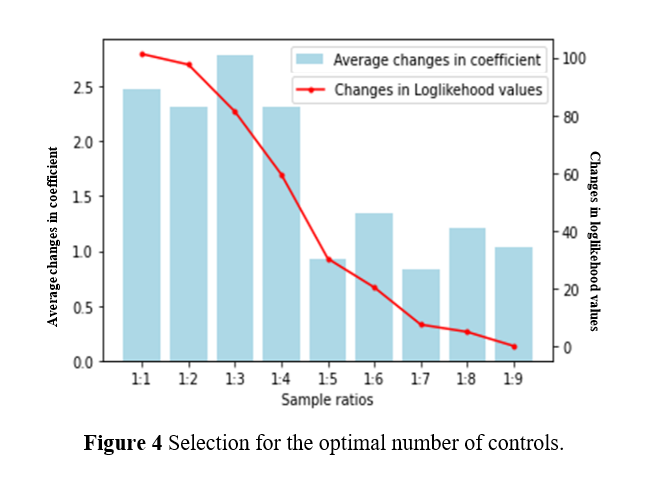 Average changes in coefficient
Changes in Loglikehood values
2.5
2.0
1.5
1.0
0.5
0.0
Average changes in coefficient
100
80
60
40
20
0
Changes in loglikehood values
1:1 1:2 1:3 1:4 1:5 1:6 1:7 1:8 1:9
Sample ratios
Figure 4 Selection for the optimal number of controls.